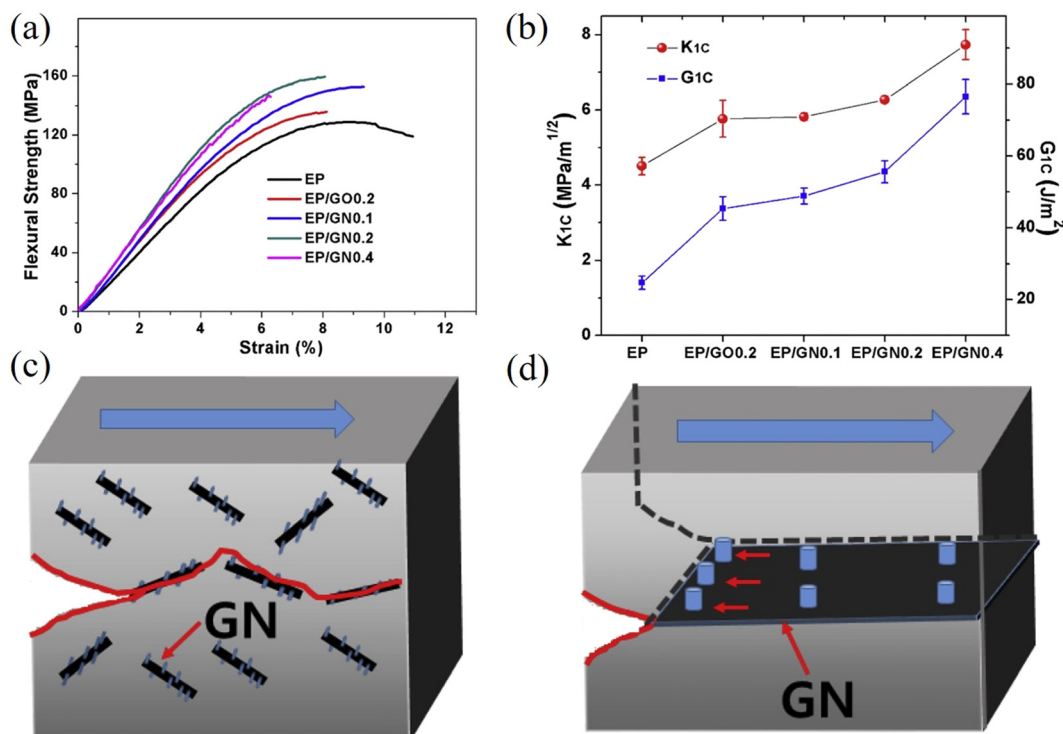 (a)
Flexural Strength (MPa)
160
120
80
40
0
EP
EP/GO0.2
EP/GN0.1
EP/GN0.2
EP/GN0.4
0 2 4 6 8 10 12
Strain (%)
(b)
K1C (MPa/m^1/2)
8
6
4
2
0
K1C
G1C
80
60
40
20
G1C (J/m²)
EP EP/GO0.2 EP/GN0.1 EP/GN0.2 EP/GN0.4
(c)
GN
(d)
GN